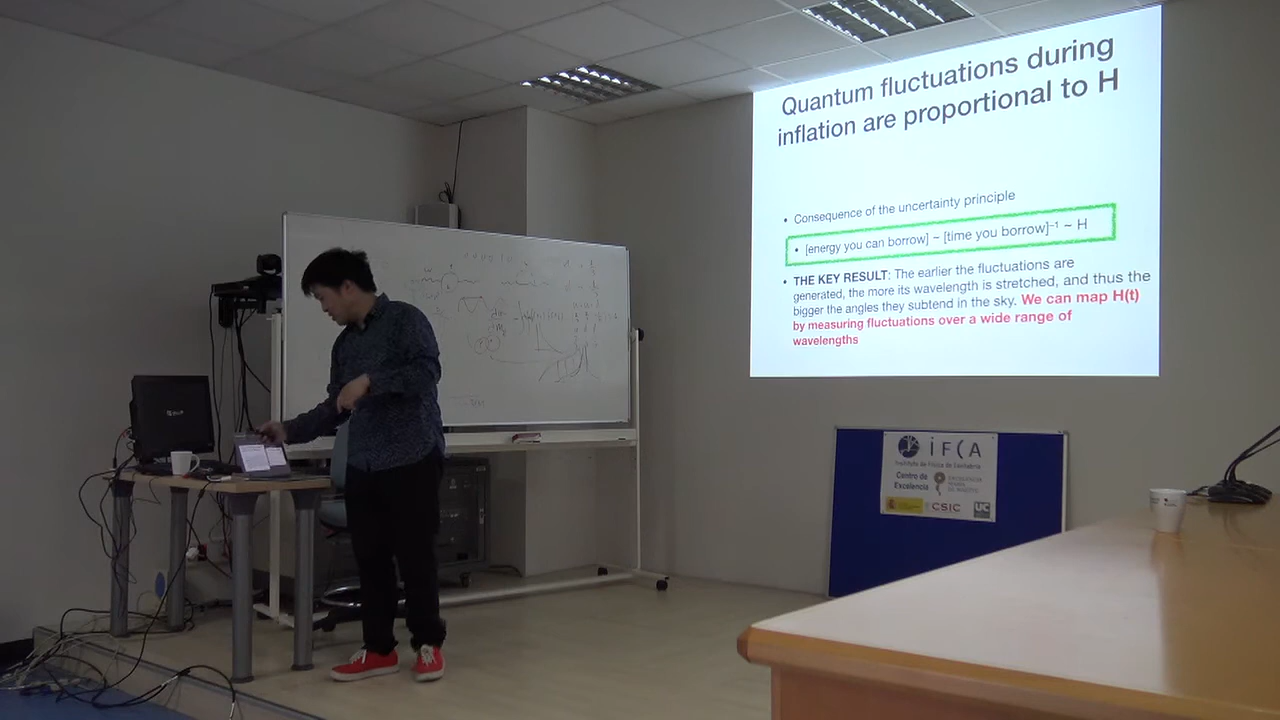 Quantum fluctuations during
inflation are proportional to H
• Consequence of the uncertainty principle
• [energy you can borrow] ~ [time you borrow]⁻¹ ~ H
• THE KEY RESULT: The earlier the fluctuations are
generated, the more its wavelength is stretched, and thus the
bigger the angles they subtend in the sky. We can map H(t)
by measuring fluctuations over a wide range of
wavelengths
IFCA
Instituto de Física de Cantabria
Centro de
Excelencia
CSIC
UC